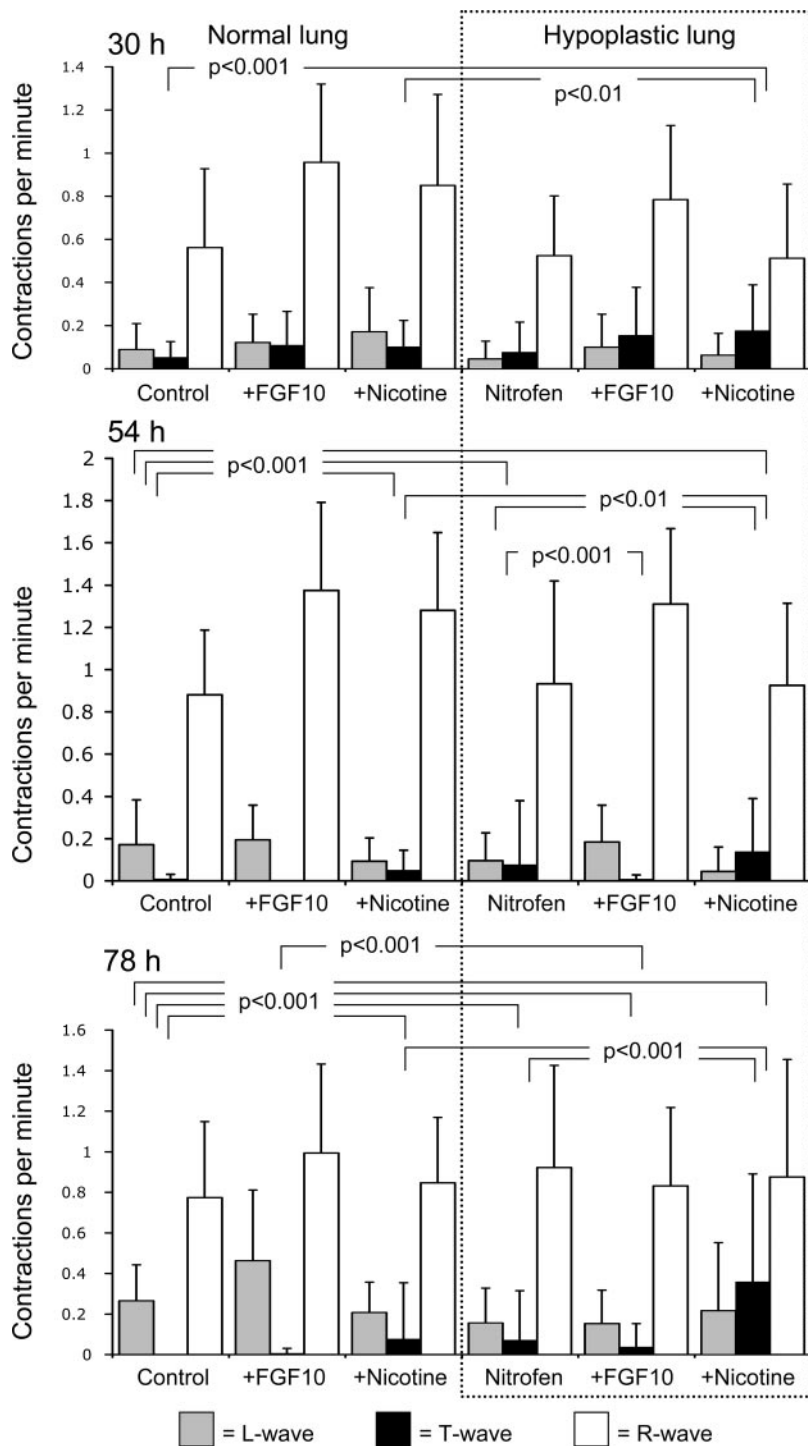 Normal lung Hypoplastic lung
30 h
p<0.001
p<0.01
Contractions per minute
1.4
1.2
1
0.8
0.6
0.4
0.2
0
Control +FGF10 +Nicotine Nitrofen +FGF10 +Nicotine
54 h
p<0.001
p<0.01
p<0.001
Contractions per minute
2
1.8
1.6
1.4
1.2
1
0.8
0.6
0.4
0.2
0
Control +FGF10 +Nicotine Nitrofen +FGF10 +Nicotine
78 h
p<0.001
p<0.001
p<0.001
Contractions per minute
1.6
1.4
1.2
1
0.8
0.6
0.4
0.2
0
Control +FGF10 +Nicotine Nitrofen +FGF10 +Nicotine
= L-wave = T-wave = R-wave